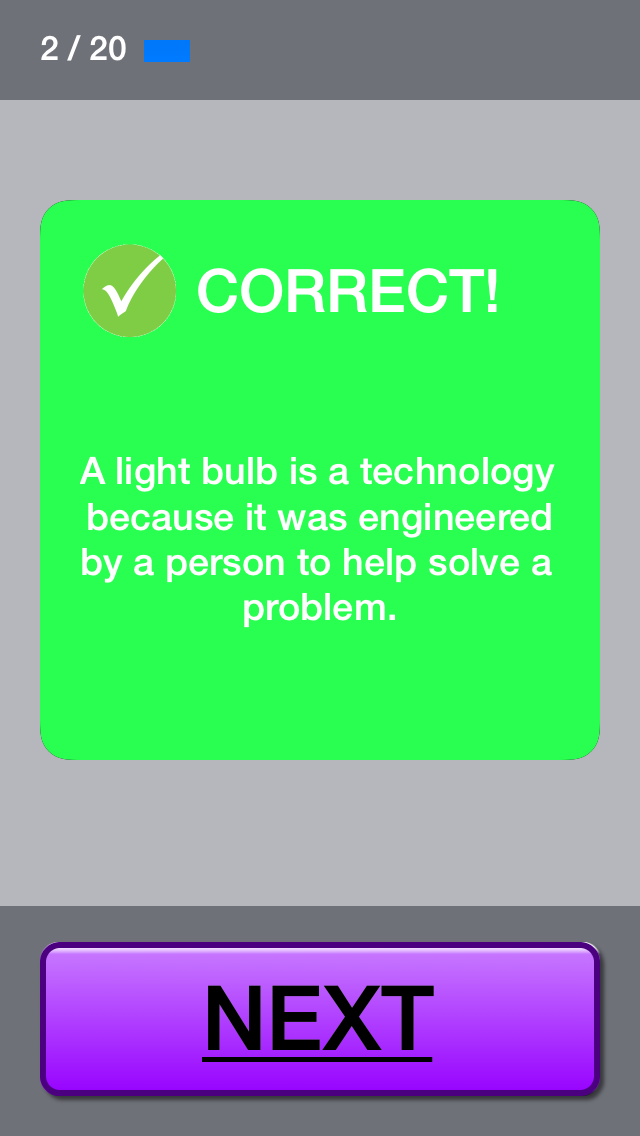 2 / 20
CORRECT!
A light bulb is a technology
because it was engineered
by a person to help solve a
problem.
NEXT